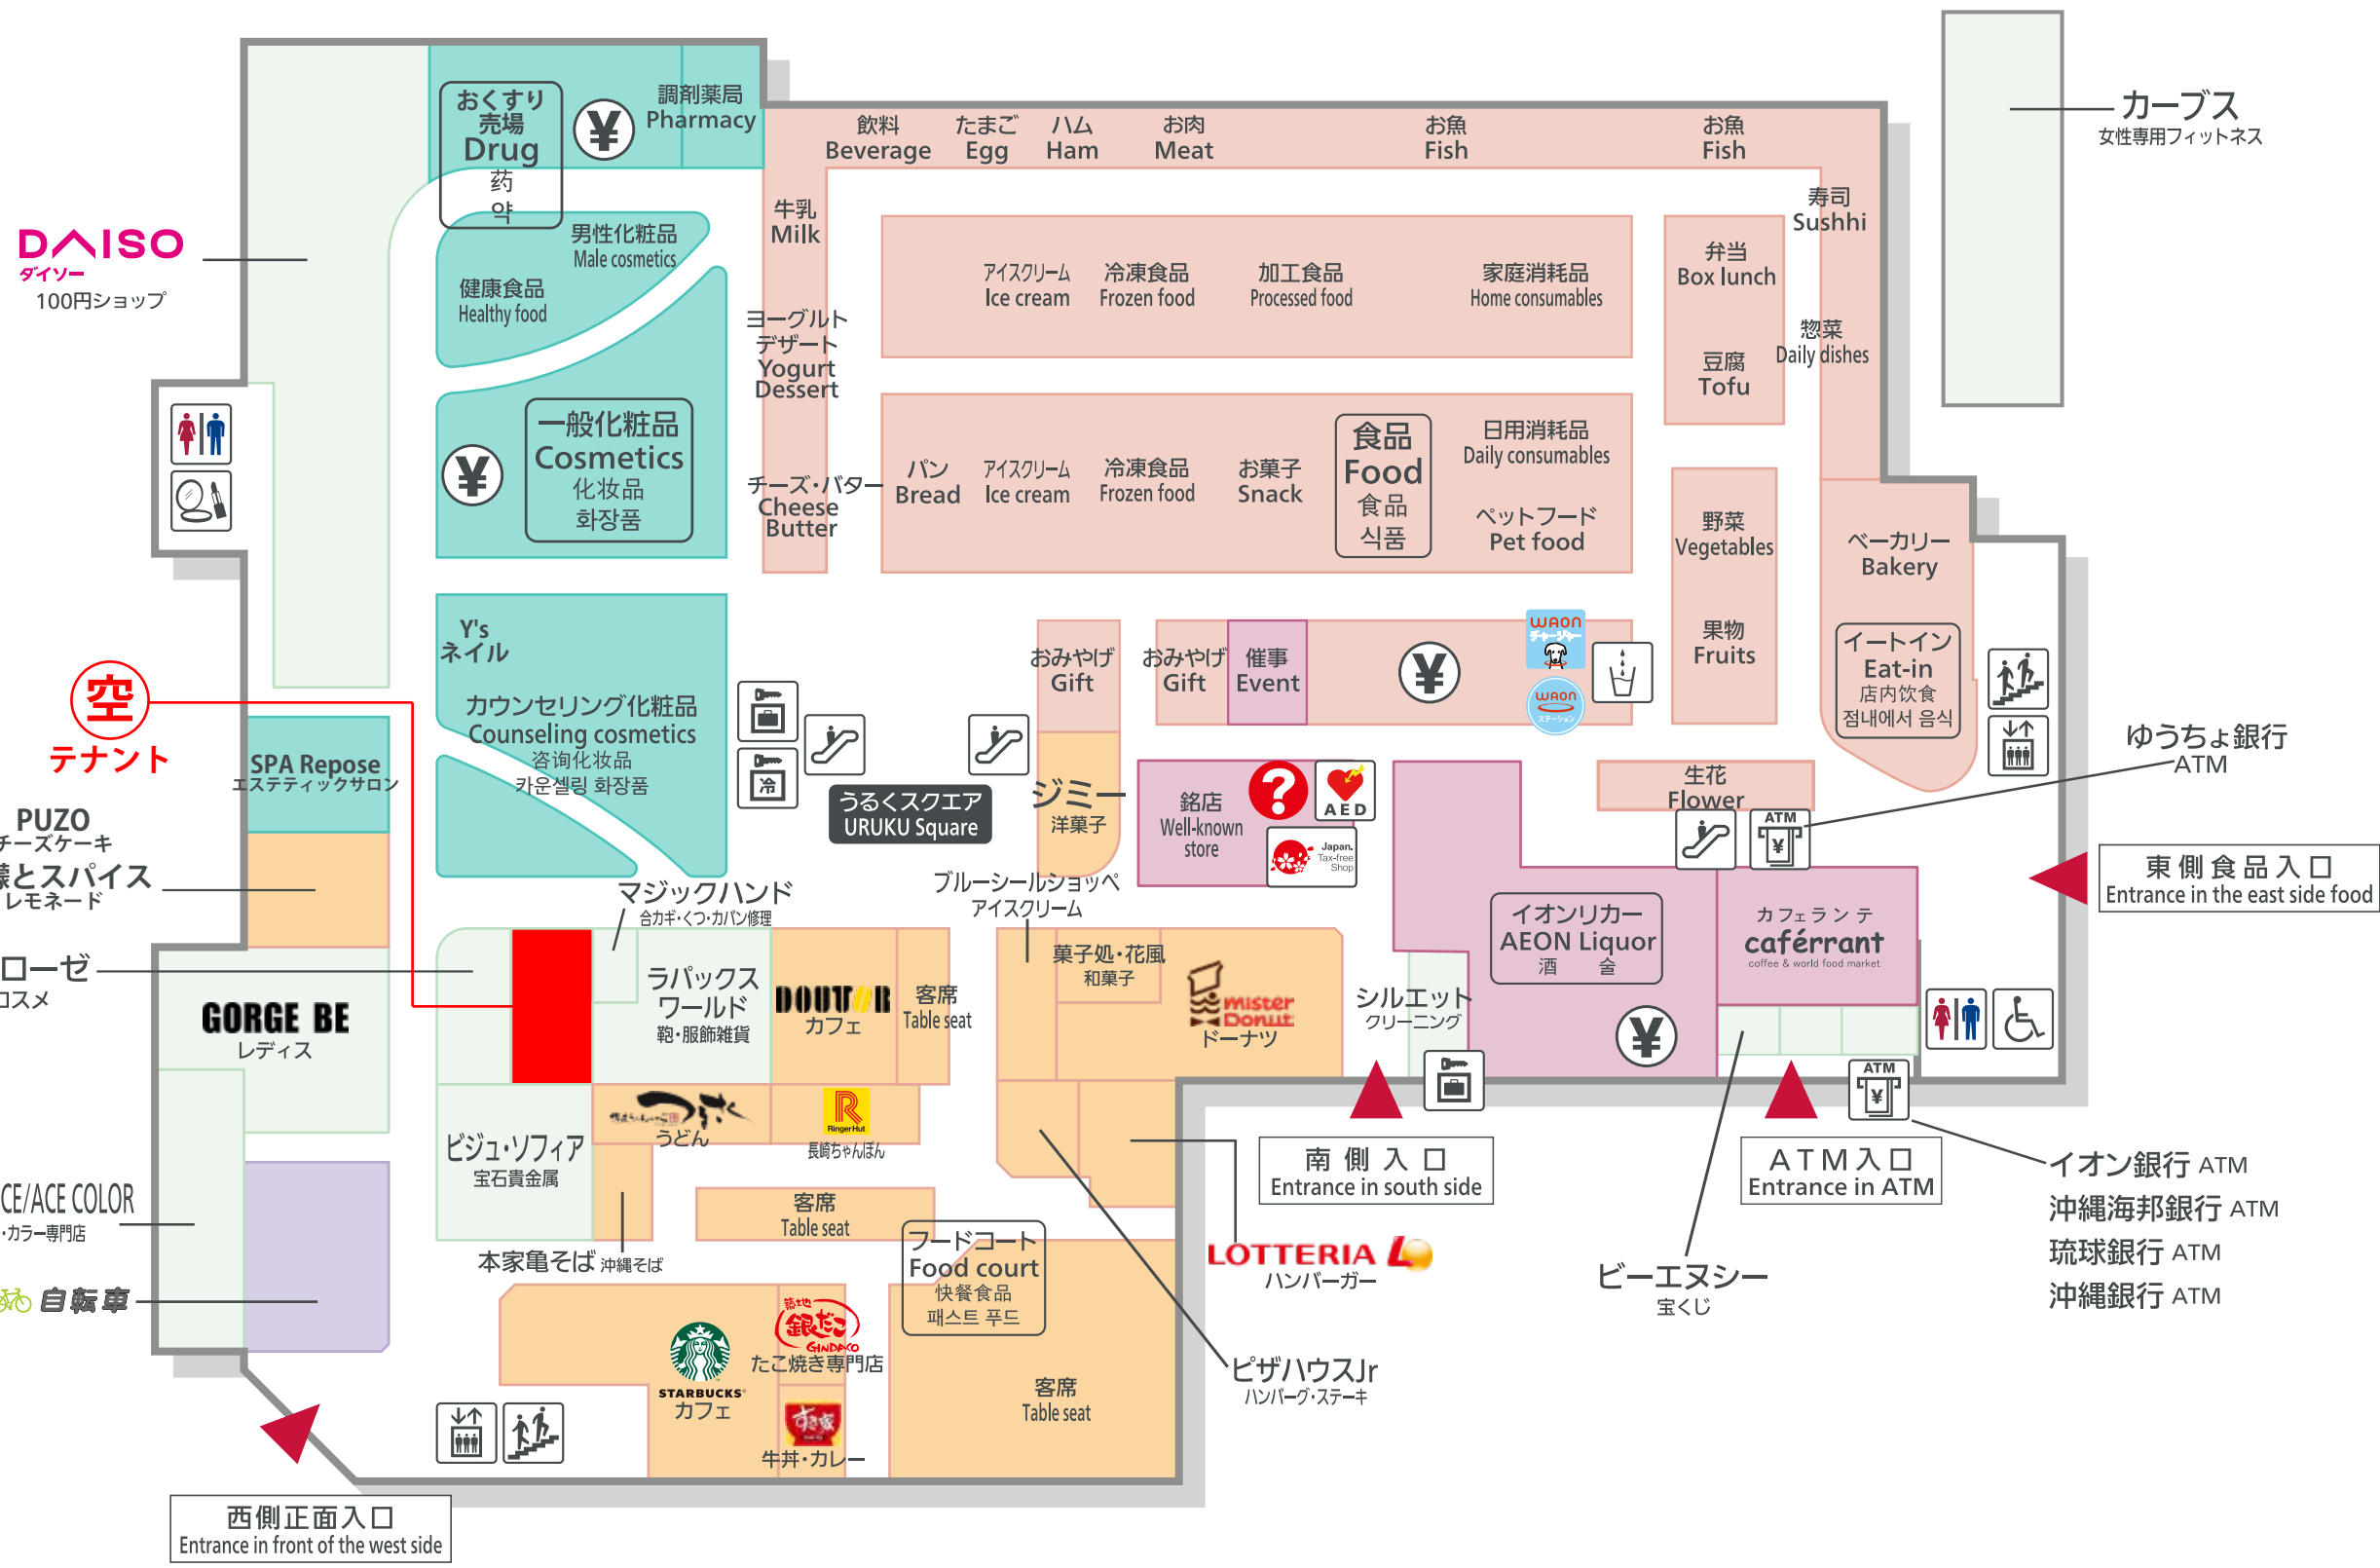 おくすり
売場
Drug
药
약
¥
調剤薬局
Pharmacy
飲料
Beverage
たまご
Egg
ハム
Ham
お肉
Meat
お魚
Fish
お魚
Fish
カーブス
女性専用フィットネス
DAISO
ダイソー
100円ショップ
男性化粧品
Male cosmetics
健康食品
Healthy food
牛乳
Milk
寿司
Sushhi
アイスクリーム
Ice cream
冷凍食品
Frozen food
加工食品
Processed food
家庭消耗品
Home consumables
弁当
Box lunch
豆腐
Tofu
惣菜
Daily dishes
ヨーグルト
デザート
Yogurt
Dessert
一般化粧品
Cosmetics
化妆品
화장품
¥
チーズ・バター
Cheese
Butter
パン
Bread
アイスクリーム
Ice cream
冷凍食品
Frozen food
お菓子
Snack
食品
Food
食品
식품
日用消耗品
Daily consumables
ペットフード
Pet food
野菜
Vegetables
果物
Fruits
ベーカリー
Bakery
イートイン
Eat-in
店内饮食
점내에서 음식
Y's
ネイル
カウンセリング化粧品
Counseling cosmetics
咨询化妆品
카운셀링 화장품
冷
おみやげ
Gift
おみやげ
Gift
催事
Event
¥
WAON
チャージャー
WAON
ステーション
空
テナント
SPA Repose
エステティックサロン
うるくスクエア
URUKU Square
ジミー
洋菓子
銘店
Well-known
store
?
AED
Japan.
Tax-free
Shop
生花
Flower
ATM
¥
ゆうちょ銀行
ATM
東側食品入口
Entrance in the east side food
PUZO
チーズケーキ
とスパイス
レモネード
マジックハンド
合カギ・くつ・カバン修理
ブルーシールショッペ
アイスクリーム
ローゼ
コスメ
GORGE BE
レディス
ラパックス
ワールド
鞄・服飾雑貨
DOUTOR
カフェ
客席
Table seat
菓子処・花風
和菓子
mister
Donut
ドーナツ
シルエット
クリーニング
イオンリカー
AEON Liquor
酒 술
¥
カフェランテ
caférrant
coffee & world food market
ビジュ・ソフィア
宝石貴金属
うどん
RingerHut
長崎ちゃんぽん
ATM
¥
南側入口
Entrance in south side
ATM入口
Entrance in ATM
イオン銀行 ATM
沖縄海邦銀行 ATM
琉球銀行 ATM
沖縄銀行 ATM
CE/ACE COLOR
・カラー専門店
自転車
本家亀そば 沖縄そば
客席
Table seat
フードコート
Food court
快餐食品
패스트 푸드
LOTTERIA
ハンバーガー
ビーエヌシー
宝くじ
STARBUCKS
カフェ
築地
銀だこ
GINDACO
たこ焼き専門店
すき家
牛丼・カレー
客席
Table seat
ピザハウスJr
ハンバーグ・ステーキ
西側正面入口
Entrance in front of the west side